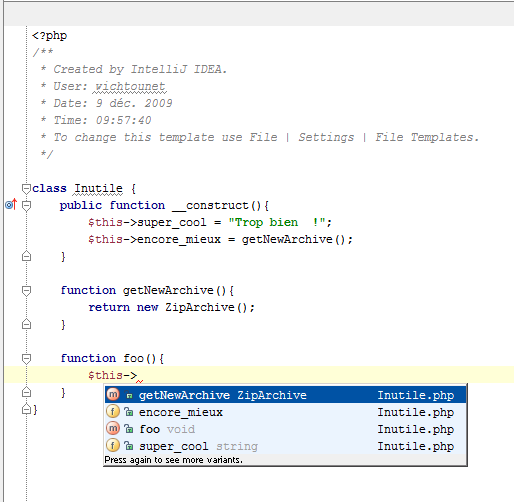 <?php
/**
 * Created by IntelliJ IDEA.
 * User: wichtounet
 * Date: 9 déc. 2009
 * Time: 09:57:40
 * To change this template use File | Settings | File Templates.
 */
class Inutile {
public function __construct(){
$this->super_cool = "Trop bien  !";
$this->encore_mieux = getNewArchive();
}
function getNewArchive(){
return new ZipArchive();
}
function foo(){
$this->
m getNewArchive ZipArchive Inutile.php
f encore_mieux Inutile.php
m foo void Inutile.php
f super_cool string Inutile.php
Press again to see more variants.
}
}